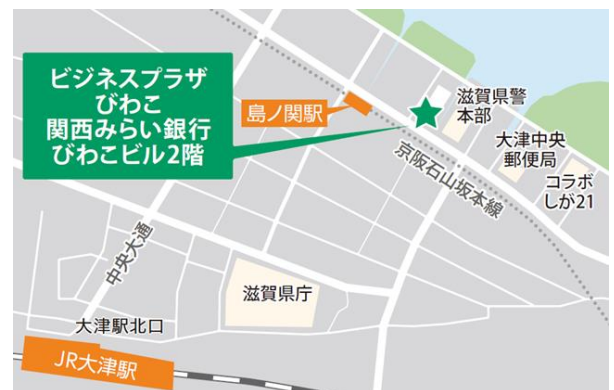 ビジネスプラザ
びわこ
関西みらい銀行
びわこビル2階
島ノ関駅
滋賀県警
本部
大津中央
郵便局
コラボ
しが21
京阪石山坂本線
中央大通
滋賀県庁
大津駅北口
JR大津駅